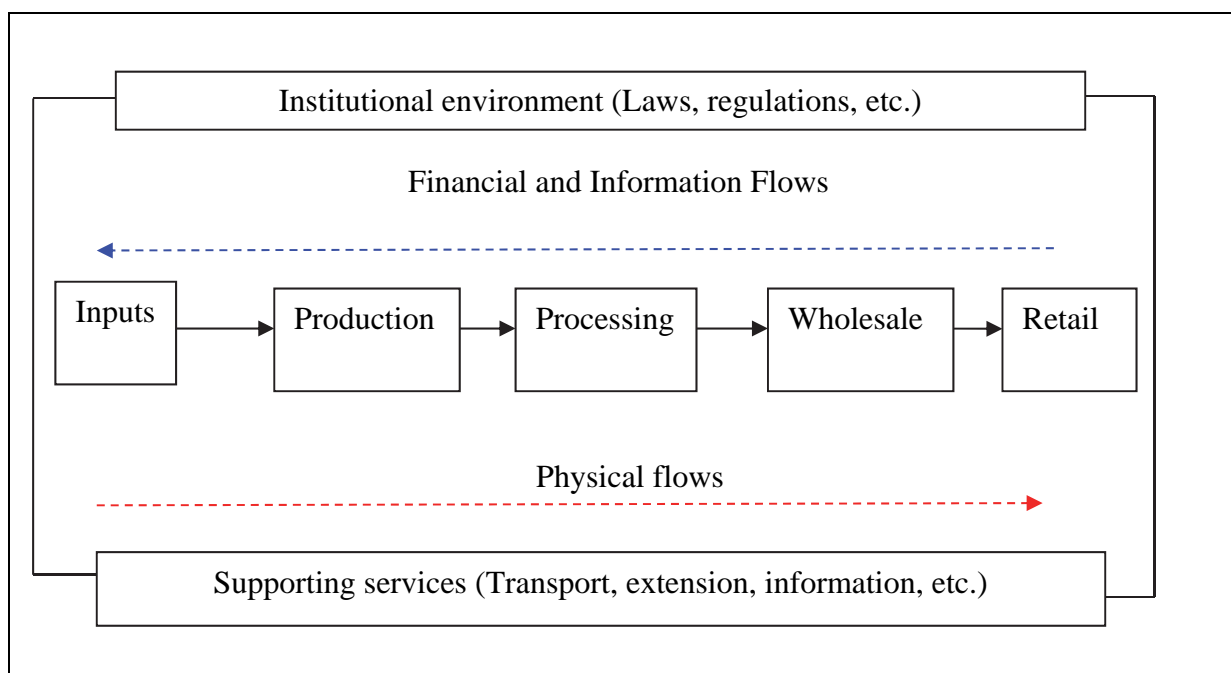 Institutional environment (Laws, regulations, etc.)
Financial and Information Flows
Inputs
Production
Processing
Wholesale
Retail
Physical flows
Supporting services (Transport, extension, information, etc.)